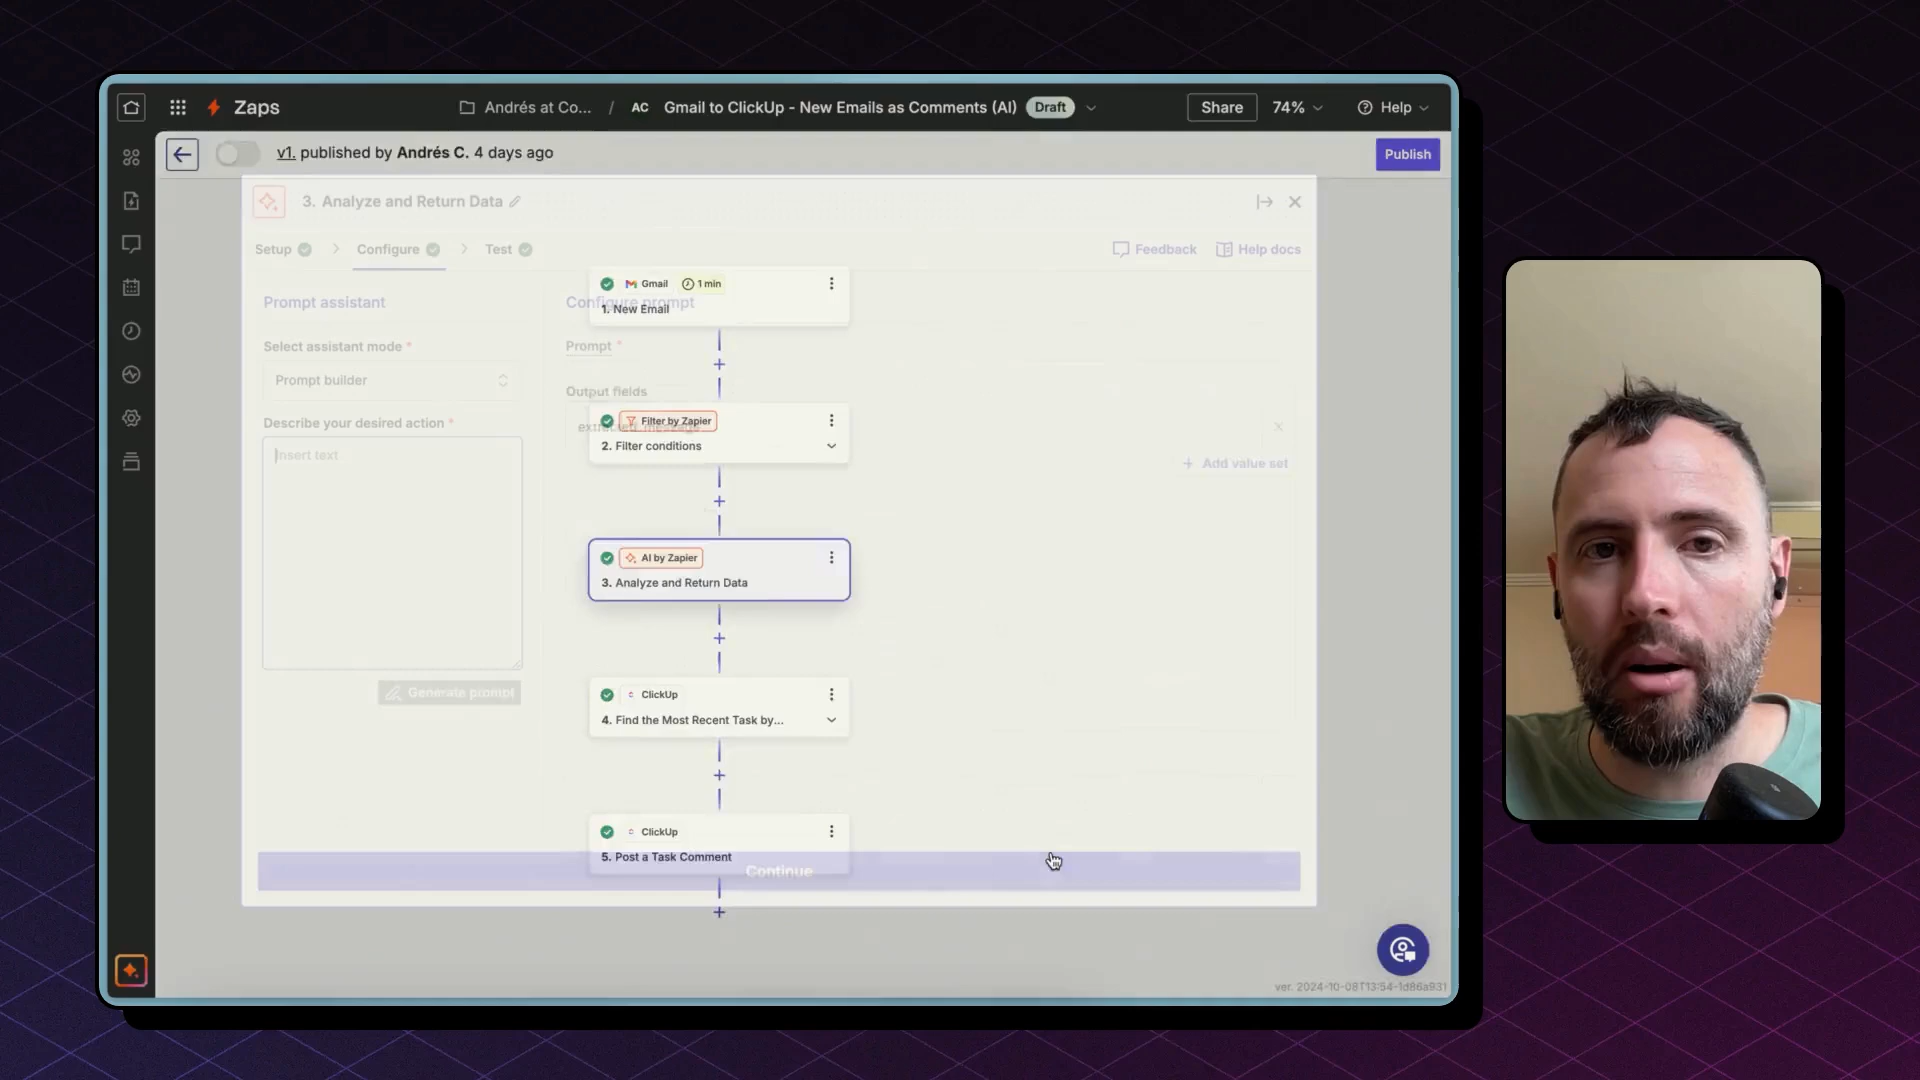 Zaps
Andrés at Co... / AC Gmail to ClickUp - New Emails as Comments (AI) Draft
Share 74% Help
v1. published by Andrés C. 4 days ago
Publish
3. Analyze and Return Data
Setup Configure Test
Feedback Help docs
Prompt assistant
Configure prompt
Gmail 1 min
1. New Email
Select assistant mode *
Prompt *
Prompt builder
Output fields
Describe your desired action *
Insert text
Filter by Zapier
2. Filter conditions
+ Add value set
AI by Zapier
3. Analyze and Return Data
Generate prompt
ClickUp
4. Find the Most Recent Task by...
ClickUp
5. Post a Task Comment
Continue
ver. 2024-10-08T13:54-1d86a931